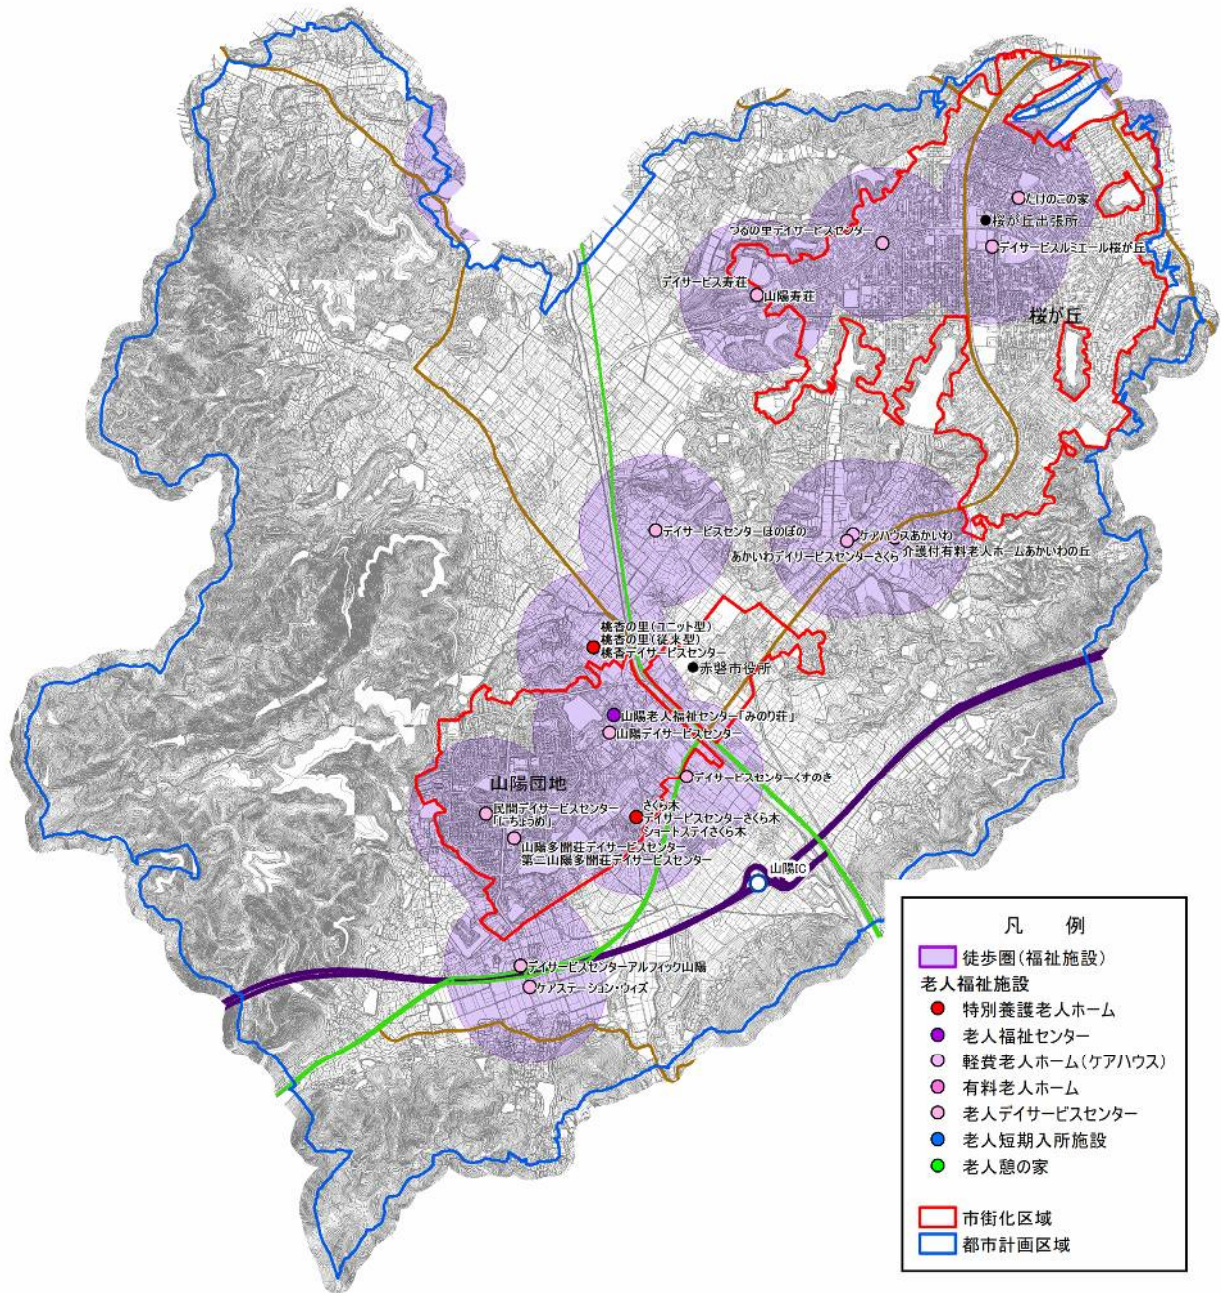 たけのこの家
桜が丘出張所
つるの里デイサービスセンター
デイサービスルミエール桜が丘
デイサービス寿荘
山陽寿荘
桜が丘
デイサービスセンターほのぼの
ケアハウスあかいわ
あかいわデイサービスセンターさくら
介護付有料老人ホームあかいわの丘
桃香の里(ユニット型)
桃香の里(従来型)
桃香デイサービスセンター
赤磐市役所
山陽老人福祉センター「みのり荘」
山陽デイサービスセンター
デイサービスセンターくすのき
山陽団地
民間デイサービスセンター
「にちょうめ」
さくら木
デイサービスセンターさくら木
ショートステイさくら木
山陽多聞荘デイサービスセンター
第二山陽多聞荘デイサービスセンター
山陽IC
デイサービスセンターアルフィック山陽
ケアステーション・ウィズ
凡 例
徒歩圏(福祉施設)
老人福祉施設
特別養護老人ホーム
老人福祉センター
軽費老人ホーム(ケアハウス)
有料老人ホーム
老人デイサービスセンター
老人短期入所施設
老人憩の家
市街化区域
都市計画区域